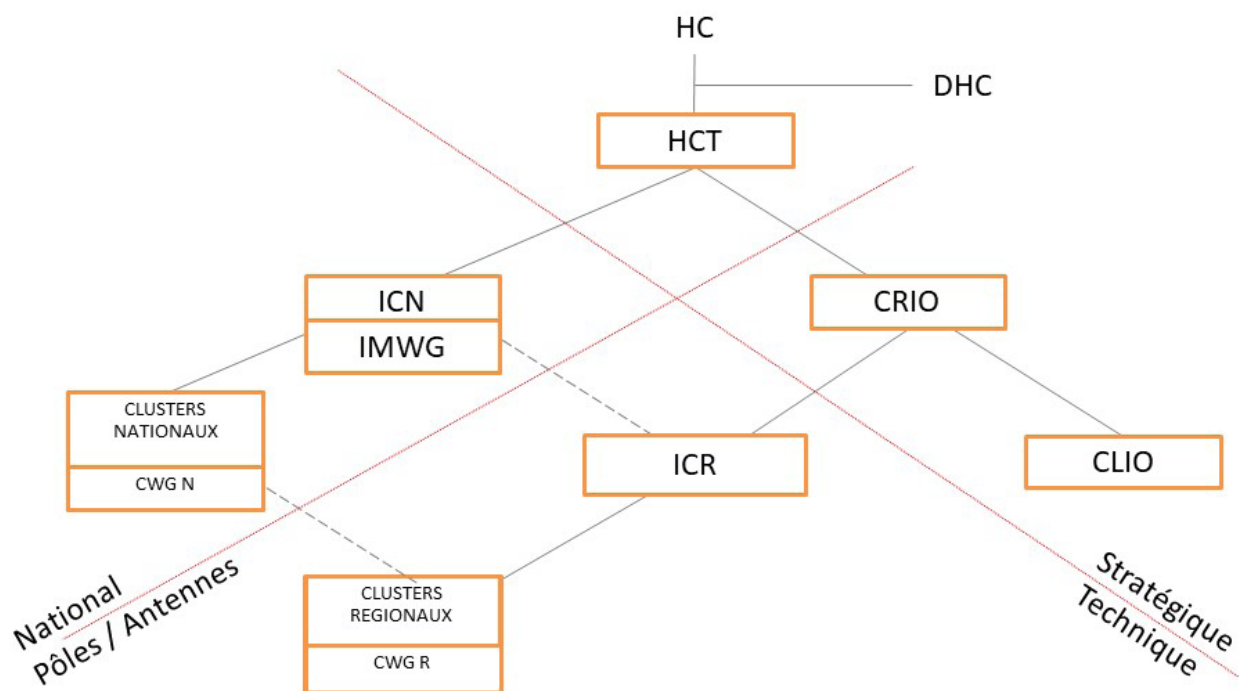 HC
DHC
HCT
ICN
IMWG
CRIO
CLUSTERS
NATIONAUX
CWG N
ICR
CLIO
CLUSTERS
REGIONAUX
CWG R
National
Pôles / Antennes
Stratégique
Technique